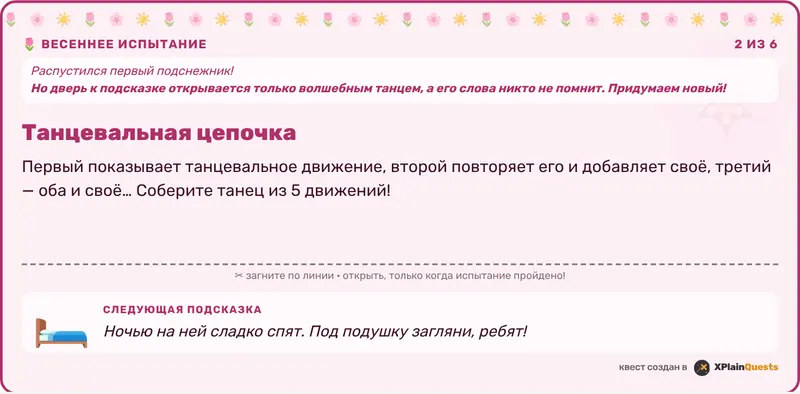 ВЕСЕННЕЕ ИСПЫТАНИЕ
2 ИЗ 6
Распустился первый подснежник!
Но дверь к подсказке открывается только волшебным танцем, а его слова никто не помнит. Придумаем новый!
Танцевальная цепочка
Первый показывает танцевальное движение, второй повторяет его и добавляет своё, третий
— оба и своё… Соберите танец из 5 движений!
✂ загните по линии • открыть, только когда испытание пройдено!
СЛЕДУЮЩАЯ ПОДСКАЗКА
Ночью на ней сладко спят. Под подушку загляни, ребят!
квест создан в XPlainQuests